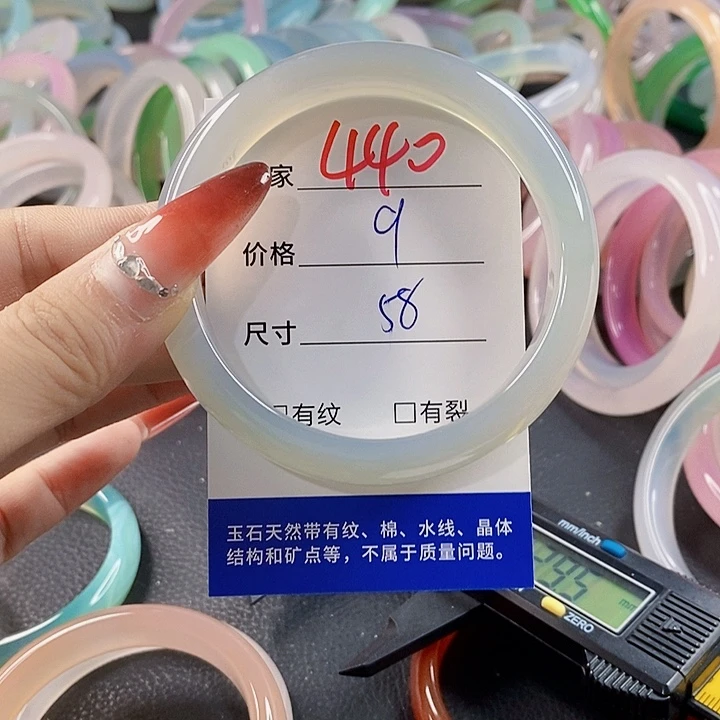 家 440
价格 9
尺寸 58
有纹 □有裂
玉石天然带有纹、棉、水线、晶体
结构和矿点等，不属于质量问题。
mm/inch
ZERO
mm